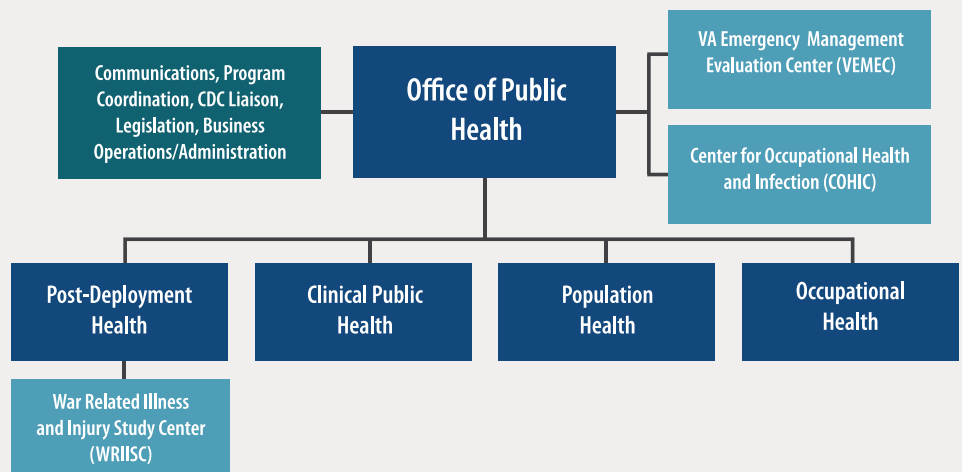 Communications, Program
Coordination, CDC Liaison,
Legislation, Business
Operations/Administration
Office of Public
Health
VA Emergency Management
Evaluation Center (VEMEC)
Center for Occupational Health
and Infection (COHIC)
Post-Deployment
Health
Clinical Public
Health
Population
Health
Occupational
Health
War Related Illness
and Injury Study Center
(WRIISC)